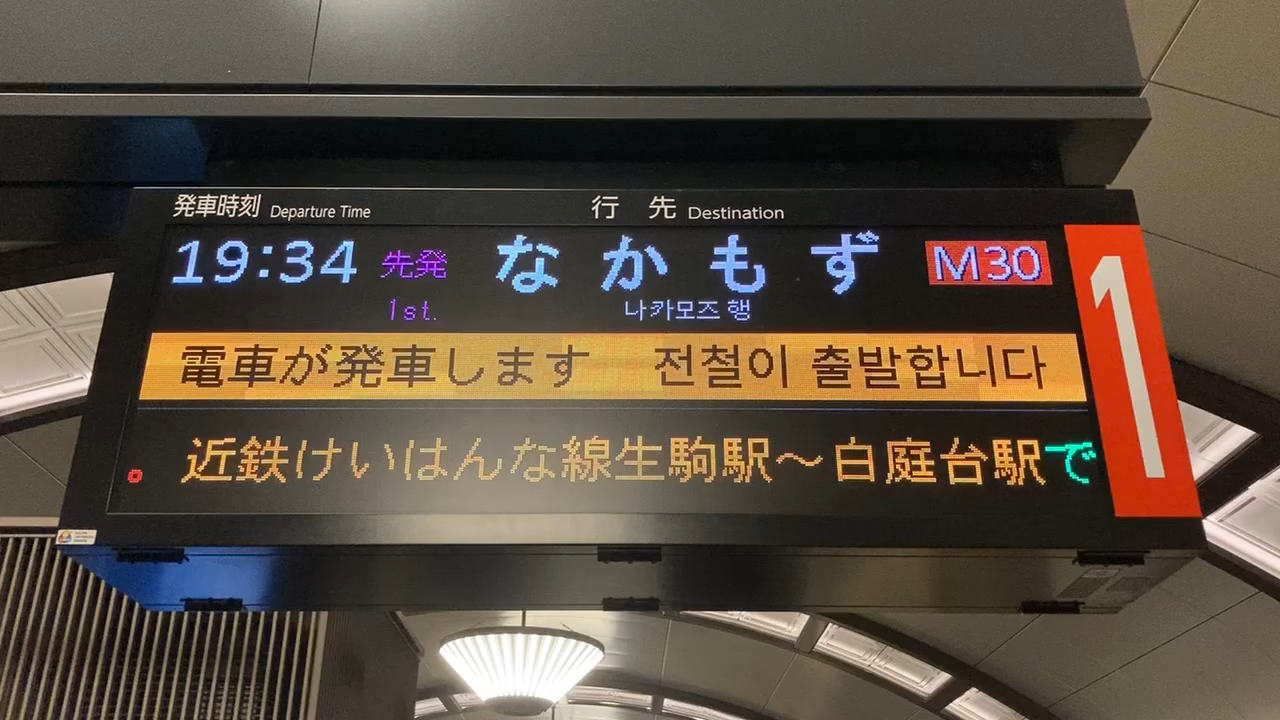 発車時刻 Departure Time 行先 Destination
19:34 先発 なかもず M30
1st. 나카모즈 행
1
電車が発車します 전철이 출발합니다
近鉄けいはんな線生駒駅～白庭台駅で